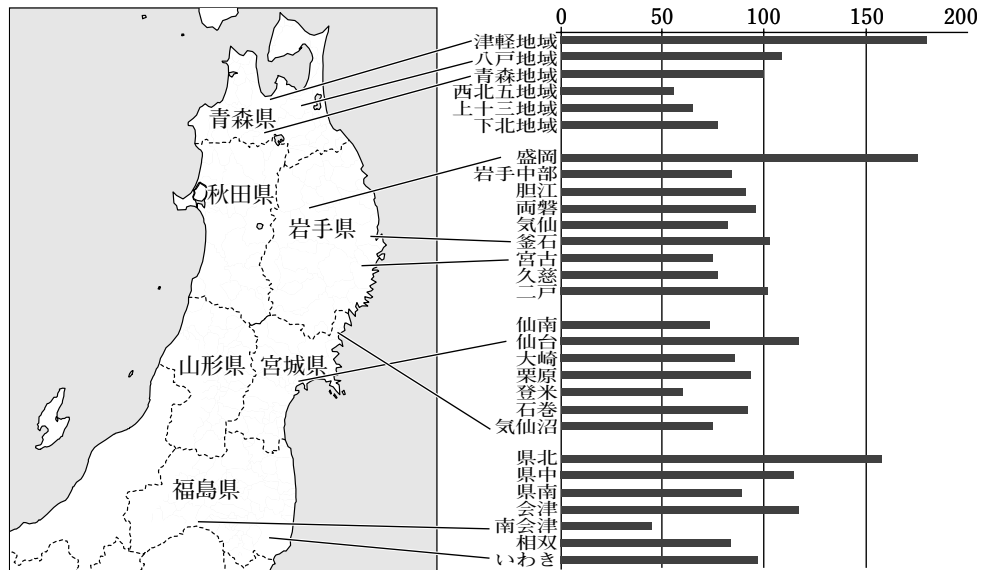 0 50 100 150 200
津軽地域
八戸地域
青森地域
西北五地域
上十三地域
下北地域
盛岡
岩手中部
胆江
両磐
気仙
釜石
宮古
久慈
二戸
仙南
仙台
大崎
栗原
登米
石巻
気仙沼
県北
県中
県南
会津
南会津
相双
いわき
青森県
秋田県
岩手県
山形県
宮城県
福島県